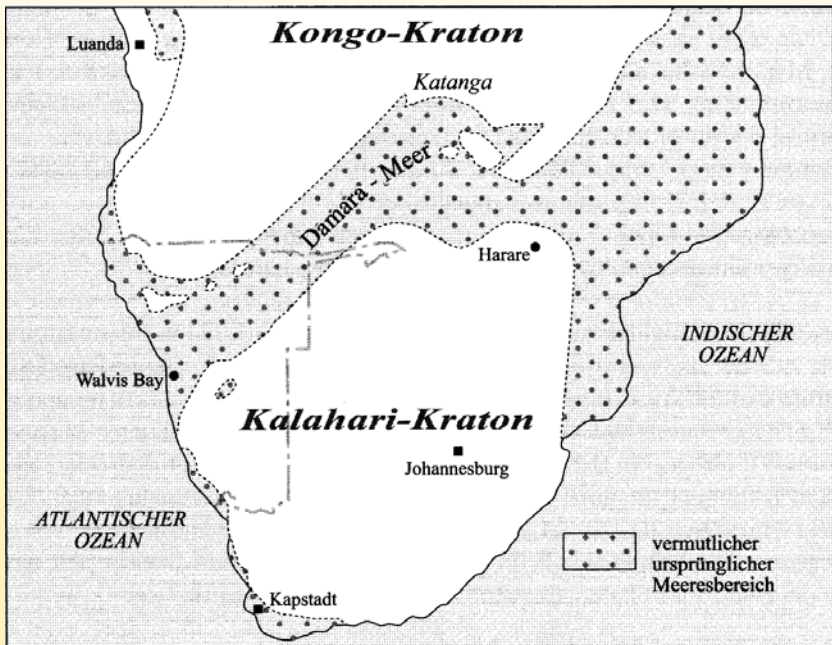 Kongo-Kraton
Luanda
Katanga
Damara - Meer
Harare
INDISCHER
OZEAN
Walvis Bay
Kalahari-Kraton
Johannesburg
ATLANTISCHER
OZEAN
vermutlicher
ursprünglicher
Meeresbereich
Kapstadt